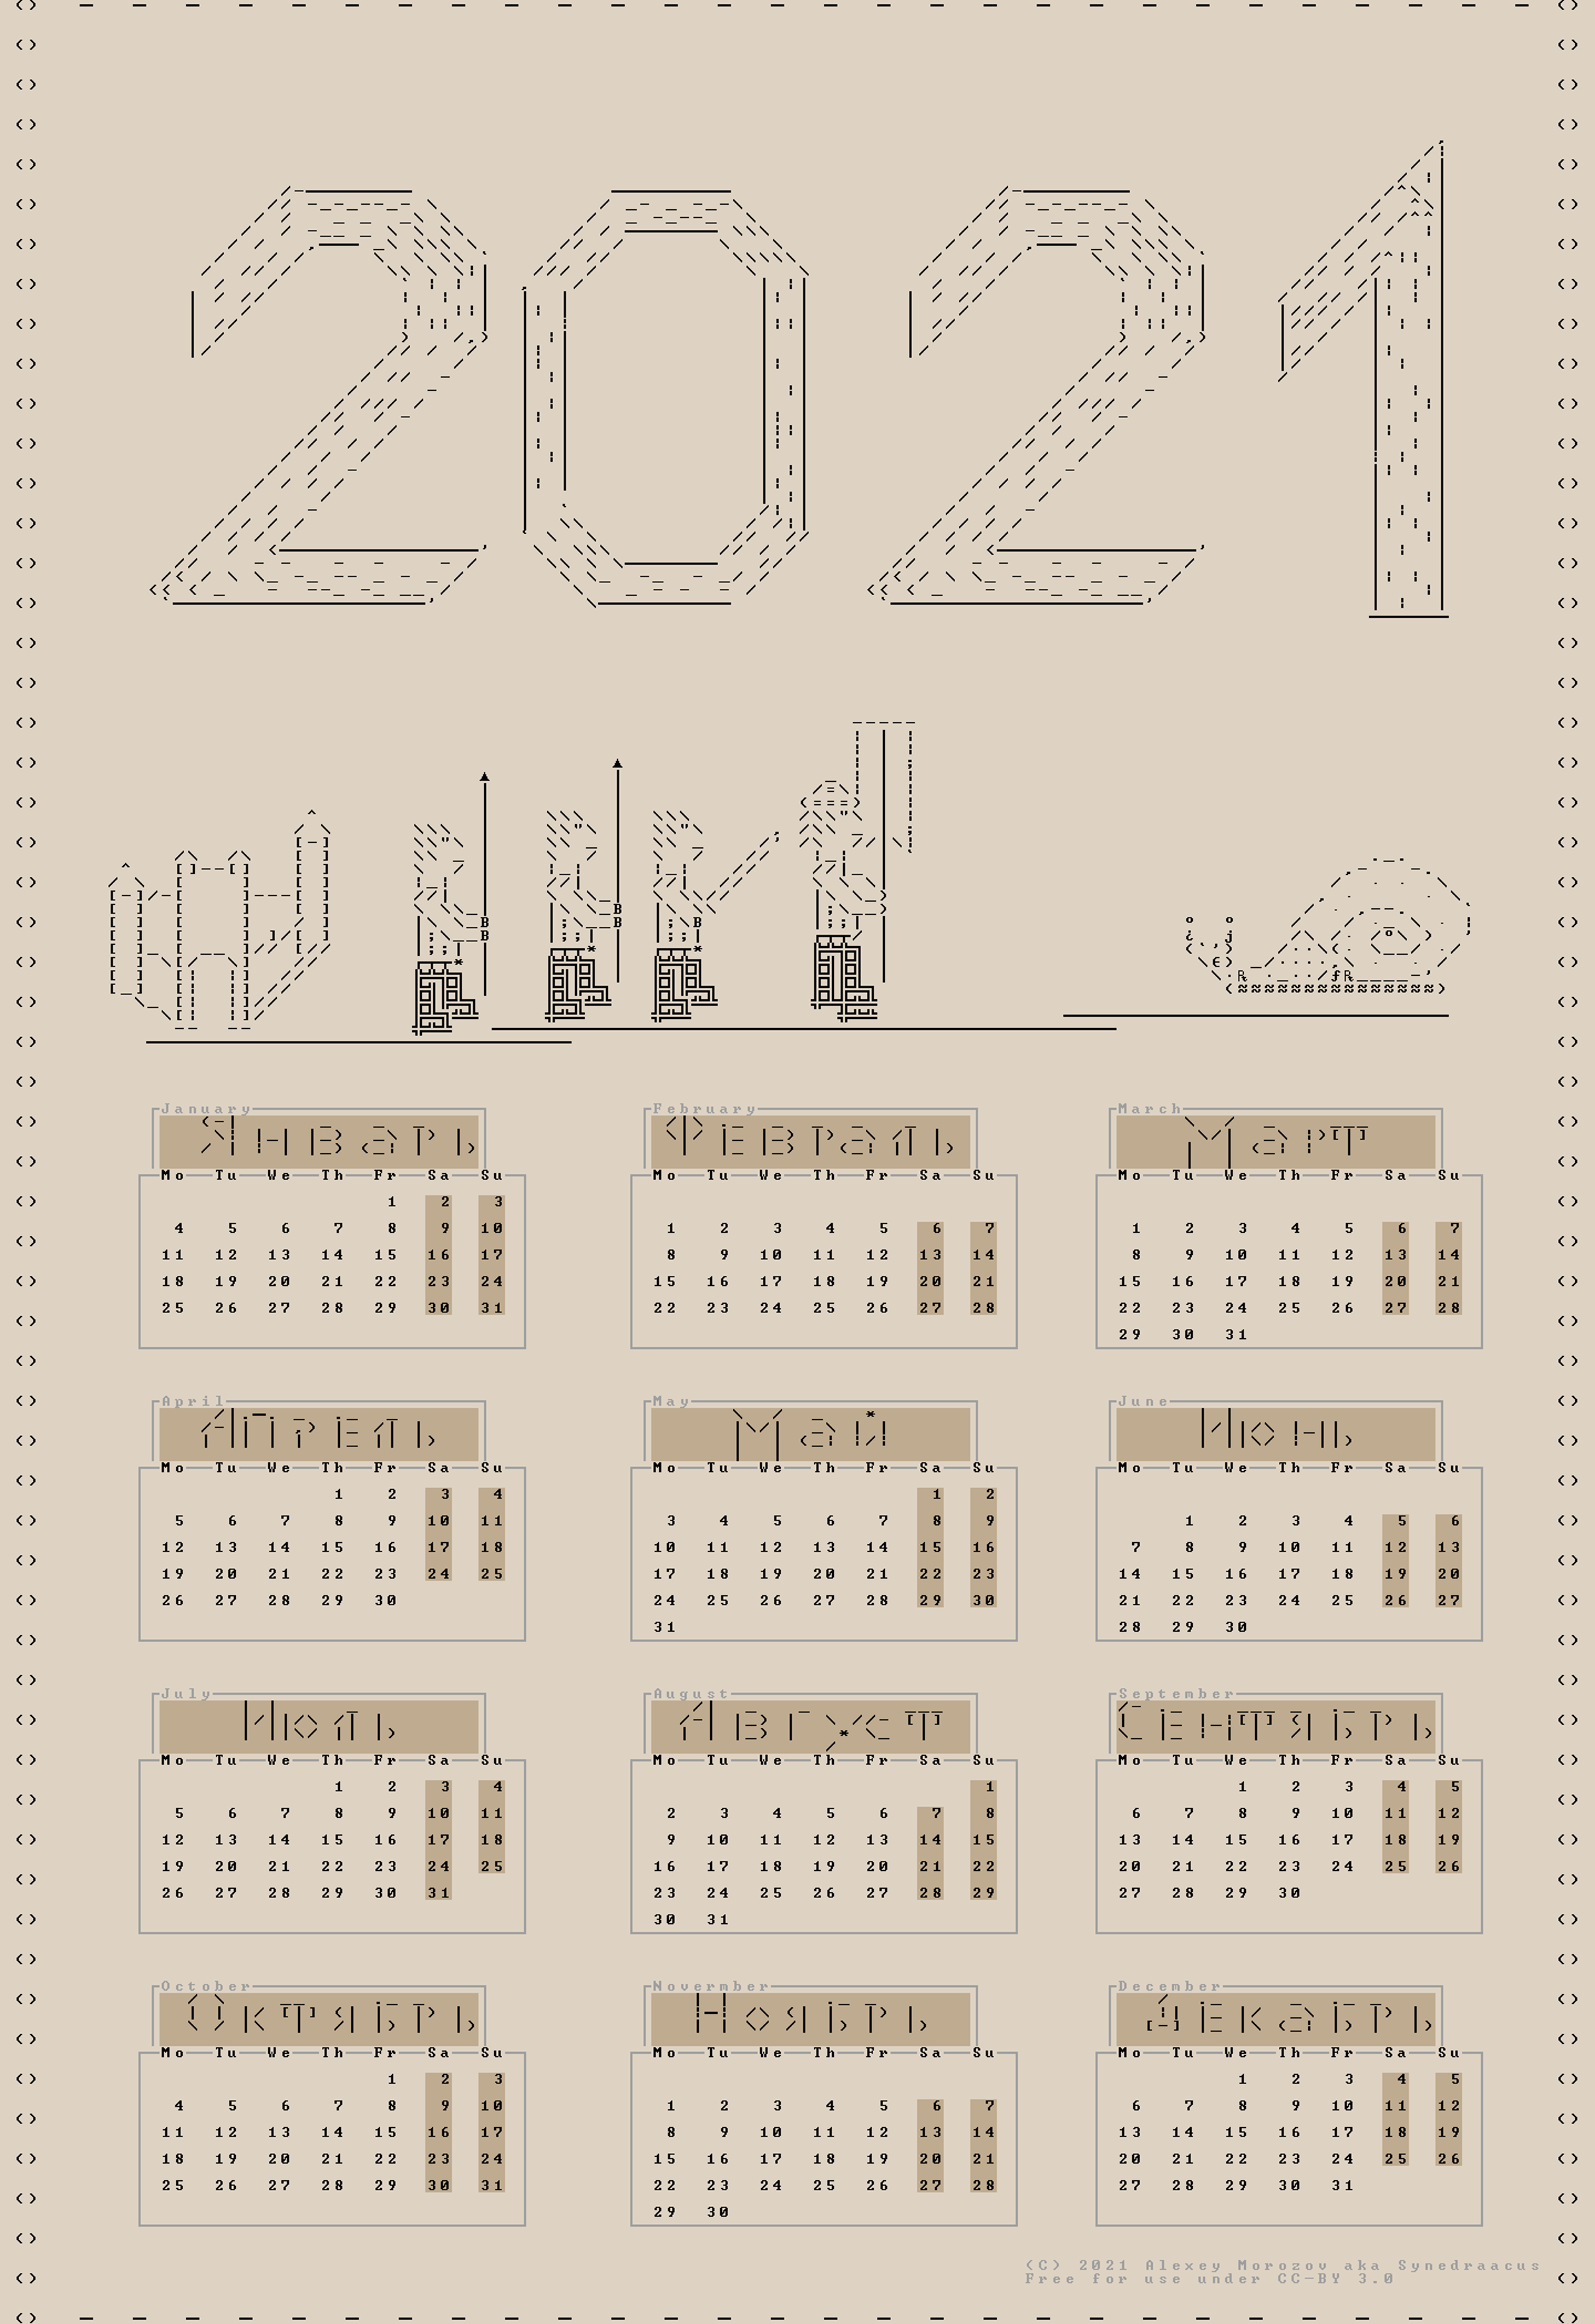 2021
January
Январь
Mo Tu We Th Fr Sa Su
1 2 3
4 5 6 7 8 9 10
11 12 13 14 15 16 17
18 19 20 21 22 23 24
25 26 27 28 29 30 31
February
Февраль
Mo Tu We Th Fr Sa Su
1 2 3 4 5 6 7
8 9 10 11 12 13 14
15 16 17 18 19 20 21
22 23 24 25 26 27 28
March
Март
Mo Tu We Th Fr Sa Su
1 2 3 4 5 6 7
8 9 10 11 12 13 14
15 16 17 18 19 20 21
22 23 24 25 26 27 28
29 30 31
April
Апрель
Mo Tu We Th Fr Sa Su
1 2 3 4
5 6 7 8 9 10 11
12 13 14 15 16 17 18
19 20 21 22 23 24 25
26 27 28 29 30
May
Май
Mo Tu We Th Fr Sa Su
1 2
3 4 5 6 7 8 9
10 11 12 13 14 15 16
17 18 19 20 21 22 23
24 25 26 27 28 29 30
31
June
Июнь
Mo Tu We Th Fr Sa Su
1 2 3 4 5 6
7 8 9 10 11 12 13
14 15 16 17 18 19 20
21 22 23 24 25 26 27
28 29 30
July
Июль
Mo Tu We Th Fr Sa Su
1 2 3 4
5 6 7 8 9 10 11
12 13 14 15 16 17 18
19 20 21 22 23 24 25
26 27 28 29 30 31
August
Август
Mo Tu We Th Fr Sa Su
1
2 3 4 5 6 7 8
9 10 11 12 13 14 15
16 17 18 19 20 21 22
23 24 25 26 27 28 29
30 31
September
Сентябрь
Mo Tu We Th Fr Sa Su
1 2 3 4 5
6 7 8 9 10 11 12
13 14 15 16 17 18 19
20 21 22 23 24 25 26
27 28 29 30
October
Октябрь
Mo Tu We Th Fr Sa Su
1 2 3
4 5 6 7 8 9 10
11 12 13 14 15 16 17
18 19 20 21 22 23 24
25 26 27 28 29 30 31
Novermber
Ноябрь
Mo Tu We Th Fr Sa Su
1 2 3 4 5 6 7
8 9 10 11 12 13 14
15 16 17 18 19 20 21
22 23 24 25 26 27 28
29 30
December
Декабрь
Mo Tu We Th Fr Sa Su
1 2 3 4 5
6 7 8 9 10 11 12
13 14 15 16 17 18 19
20 21 22 23 24 25 26
27 28 29 30 31
(C) 2021 Alexey Morozov aka Synedraacus
Free for use under CC-BY 3.0